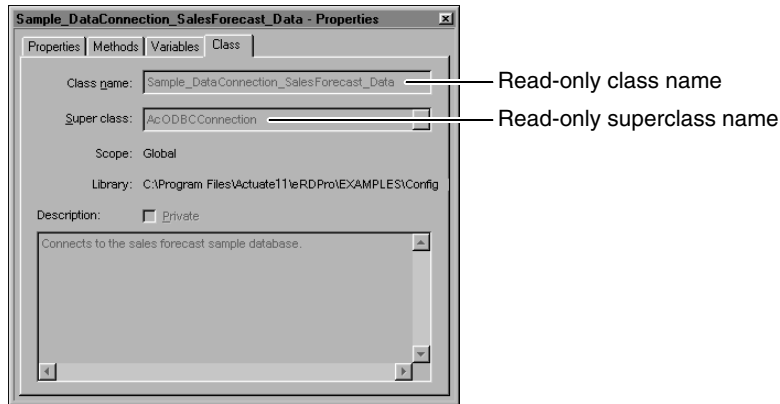 Sample_DataConnection_SalesForecast_Data - Properties
Properties Methods Variables Class
Class name: Sample_DataConnection_SalesForecast_Data
Read-only class name
Super class: AcODBCConnection
Read-only superclass name
Scope: Global
Library: C:\Program Files\Actuate11\eRDPro\EXAMPLES\Config
Description: Private
Connects to the sales forecast sample database.